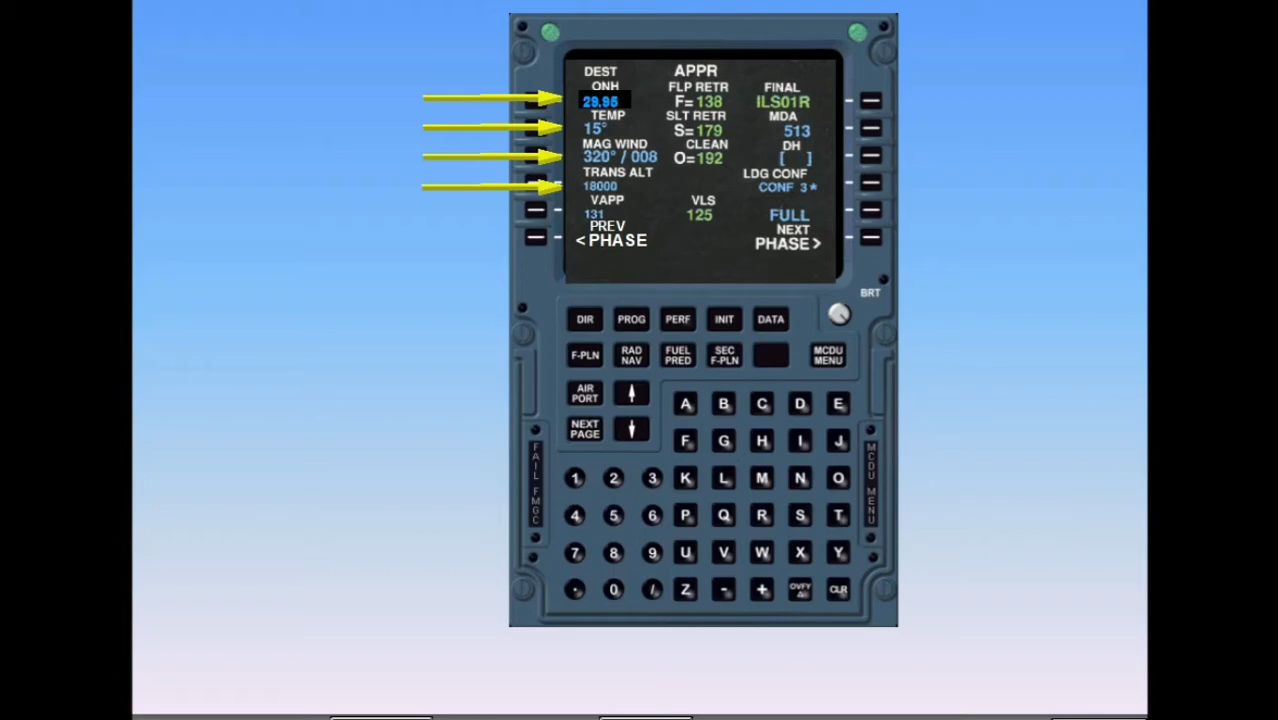 DEST APPR
QNH FLP RETR FINAL
29.95 F= 138 ILS01R
TEMP SLT RETR MDA
15° S= 179 513
MAG WIND CLEAN DH
320° / 008 O= 192 [ ]
TRANS ALT LDG CONF
18000 CONF 3*
VAPP VLS
131 125 FULL
PREV NEXT
<PHASE PHASE>
BRT
DIR PROG PERF INIT DATA
F-PLN RAD NAV FUEL PRED SEC F-PLN MCDU MENU
AIR PORT
NEXT PAGE
A B C D E
F G H I J
1 2 3 K L M N O
4 5 6 P Q R S T
7 8 9 U V W X Y
. 0 / Z - + OVFY Δ CLR
FAIL FMGC
MCDU MENU